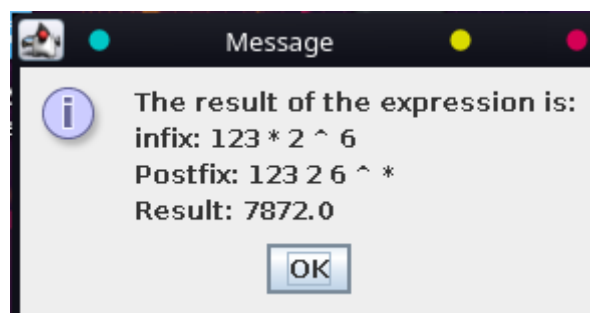 Message
The result of the expression is:
infix: 123 * 2 ^ 6
Postfix: 123 2 6 ^ *
Result: 7872.0
OK